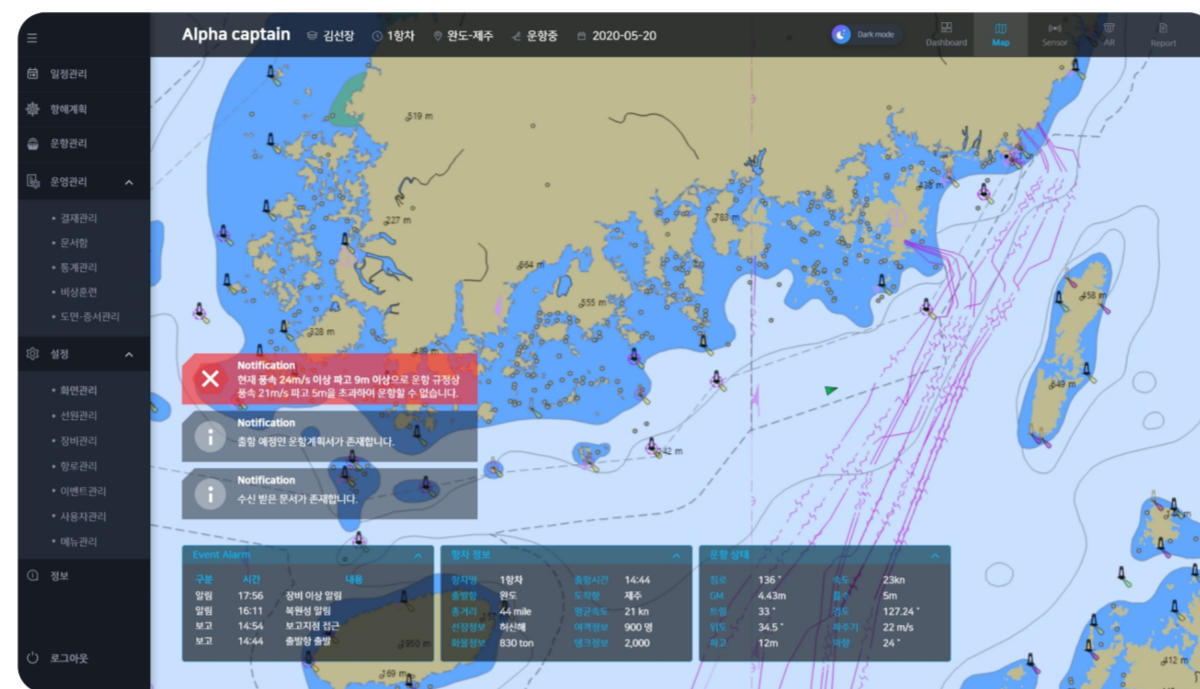 Alpha captain 김선장 1항차 완도-제주 운항중 2020-05-20
Dark mode
Dashboard
Map
Sensor
AR
Report
일정관리
항해계획
운항관리
운영관리
• 결재관리
• 문서함
• 통계관리
• 비상훈련
• 도면-증서관리
설정
• 화면관리
• 선원관리
• 장비관리
• 항로관리
• 이벤트관리
• 사용자관리
• 메뉴관리
정보
로그아웃
519 m
227 m
564 m
555 m
328 m
783 m
435 m
458 m
42 m
Notification
현재 풍속 24m/s 이상 파고 9m 이상으로 운항 규정상
풍속 21m/s 파고 5m을 초과하여 운항할 수 없습니다.
Notification
출항 예정인 운항계획서가 존재합니다.
Notification
수신 받은 문서가 존재합니다.
Event Alarm
구분 시간 내용
알림 17:56 장비 이상 알림
알림 16:11 복원성 알림
보고 14:54 보고지점 접근
보고 14:44 출발항 출발
항차 정보
항차명 1항차 출항시간 14:44
출발항 완도 도착항 제주
총거리 44 mile 평균속도 21 kn
선장정보 허신해 여객정보 900 명
화물정보 830 ton 탱크정보 2,000
운항 상태
침로 136 ° 속도 23kn
GM 4.43m 흘수 5m
트림 33 ° 경도 127.24 °
위도 34.5 ° 파주기 22 m/s
파고 12m 파향 24 °
1950 m
169 m
412 m